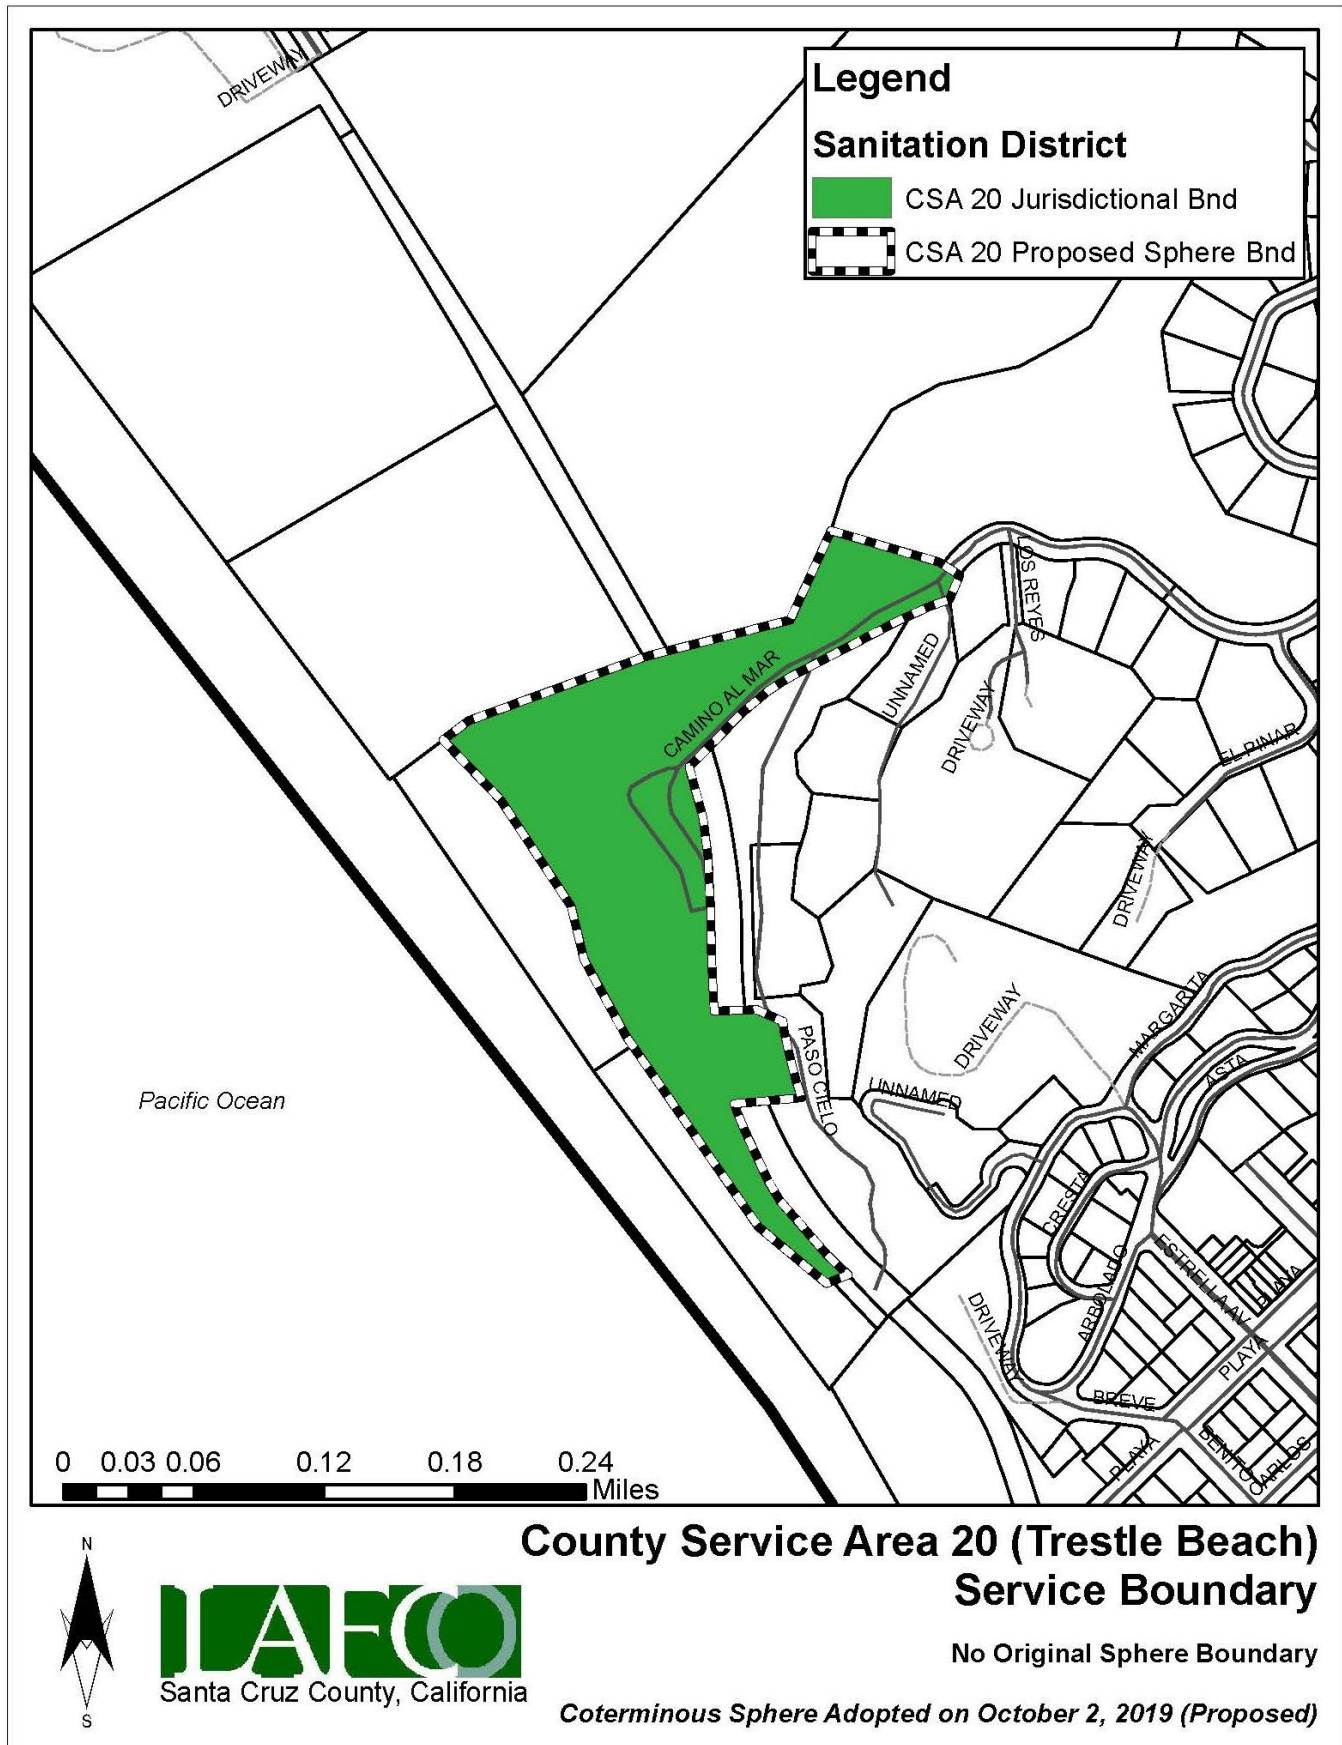 DRIVEWAY
Legend
Sanitation District
CSA 20 Jurisdictional Bnd
CSA 20 Proposed Sphere Bnd
LOS REYES
UNNAMED
CAMINO AL MAR
DRIVEWAY
EL PINAR
DRIVEWAY
MARGARITA
DRIVEWAY
ASTA
PASO CIELO
UNNAMED
Pacific Ocean
CRESTA
ARBOLADO
ESTRELLA AV
PLAYA
PLAYA
DRIVEWAY
BREVE
PLAYA
BENITO
CARLOS
0 0.03 0.06 0.12 0.18 0.24
Miles
County Service Area 20 (Trestle Beach)
Service Boundary
No Original Sphere Boundary
Coterminous Sphere Adopted on October 2, 2019 (Proposed)
N
S
LAFCO
Santa Cruz County, California